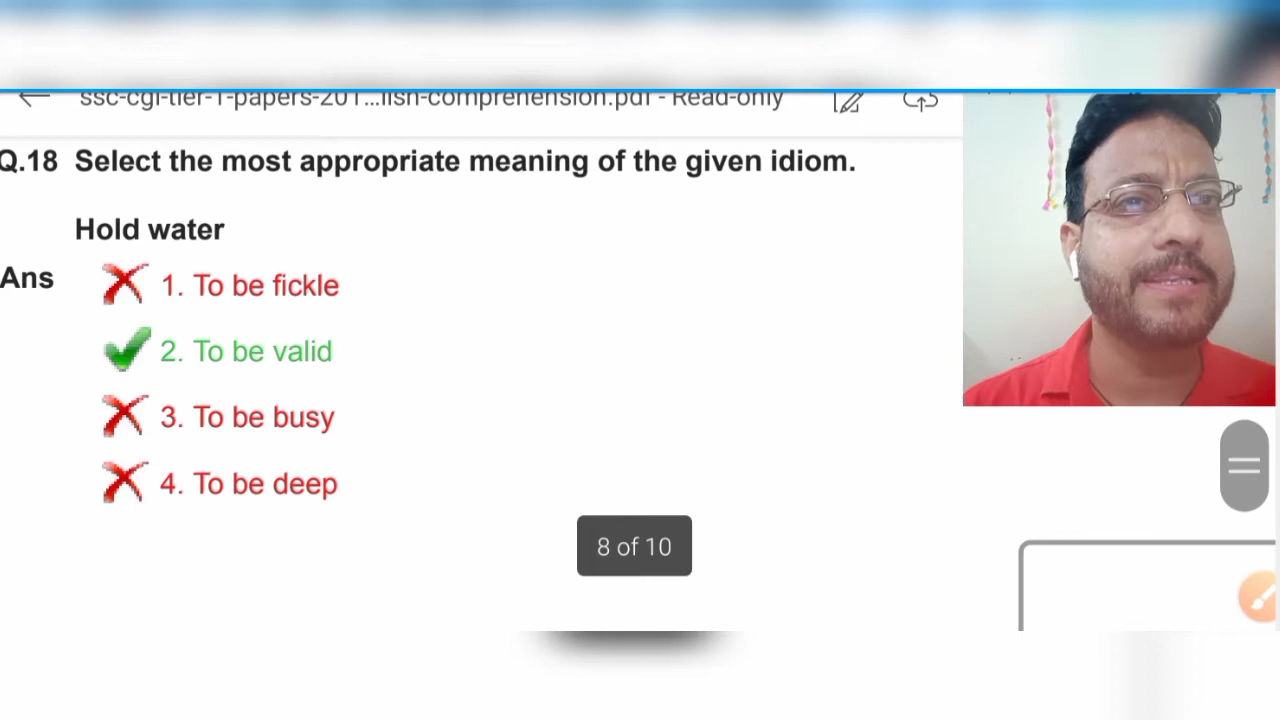 ssc-cgl-tier-1-papers-201...lish-comprehension.pdf - Read-only
Q.18 Select the most appropriate meaning of the given idiom.
Hold water
Ans
1. To be fickle
2. To be valid
3. To be busy
4. To be deep
8 of 10